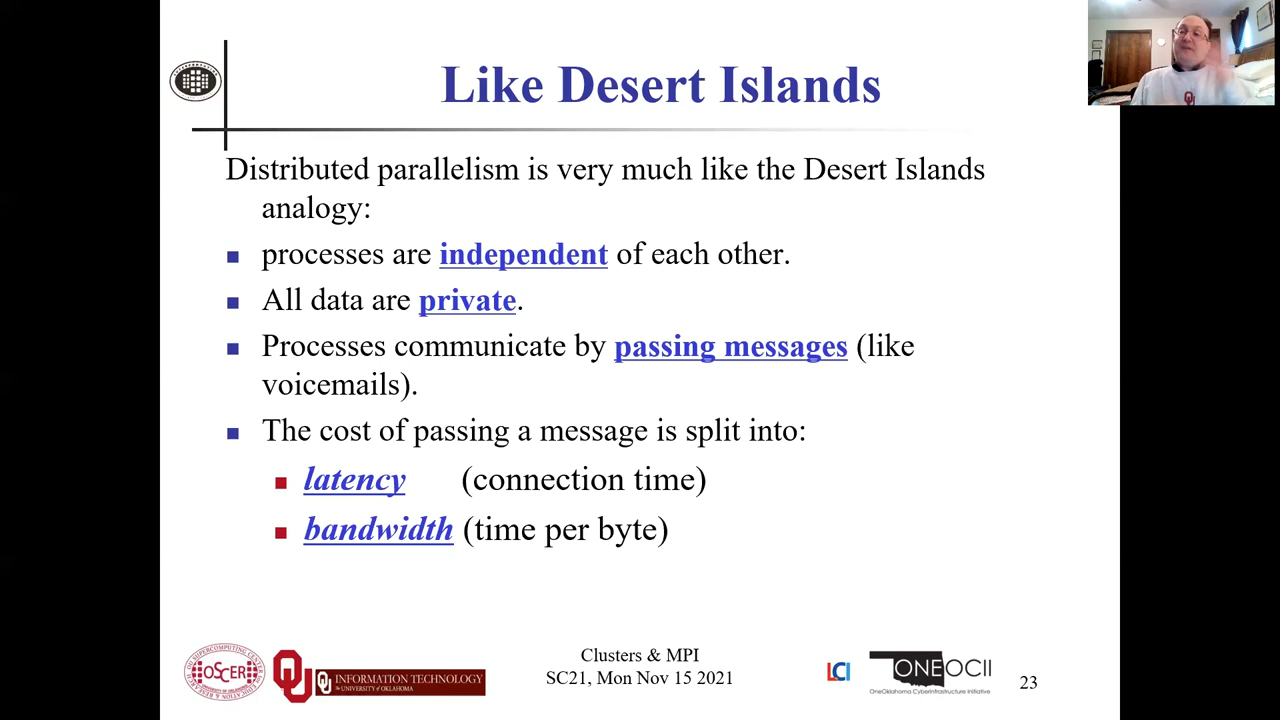 Like Desert Islands
Distributed parallelism is very much like the Desert Islands
analogy:
processes are independent of each other.
All data are private.
Processes communicate by passing messages (like
voicemails).
The cost of passing a message is split into:
latency (connection time)
bandwidth (time per byte)
OSCER
OU
INFORMATION TECHNOLOGY
The UNIVERSITY of OKLAHOMA
Clusters & MPI
SC21, Mon Nov 15 2021
LCI
ONEOCII
OneOklahoma Cyberinfrastructure Initiative
23